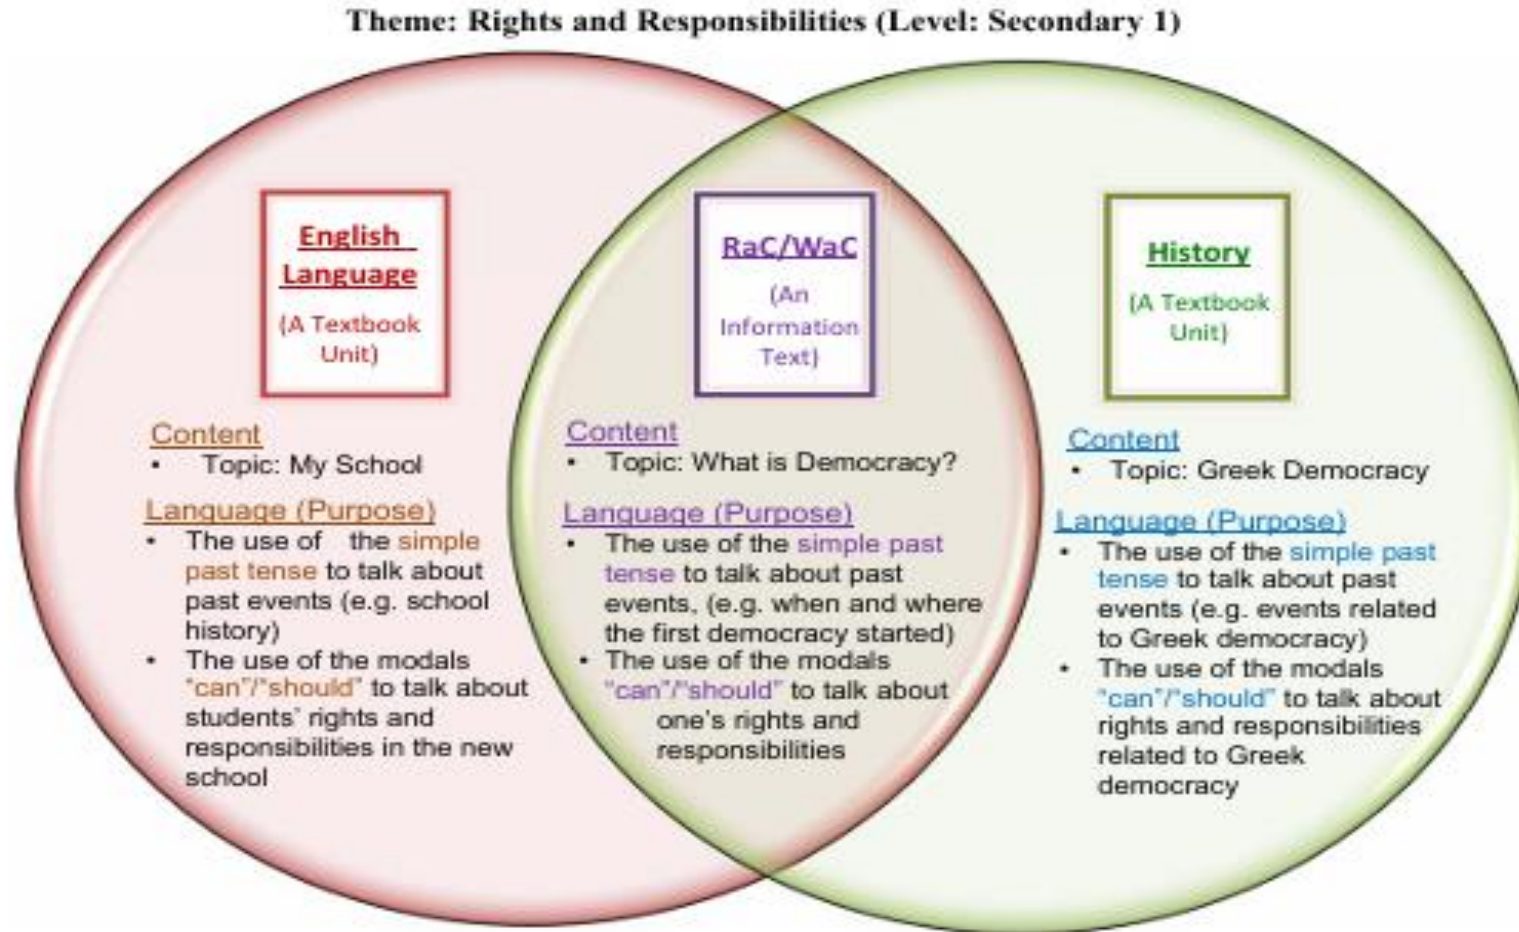 Theme: Rights and Responsibilities (Level: Secondary 1)
English
Language
(A Textbook
Unit)
Content
• Topic: My School
Language (Purpose)
• The use of the simple
past tense to talk about
past events (e.g. school
history)
• The use of the modals
"can"/"should" to talk about
students' rights and
responsibilities in the new
school
RaC/WaC
(An
Information
Text)
Content
• Topic: What is Democracy?
Language (Purpose)
• The use of the simple past
tense to talk about past
events, (e.g. when and where
the first democracy started)
• The use of the modals
"can"/"should" to talk about
one's rights and
responsibilities
History
(A Textbook
Unit)
Content
• Topic: Greek Democracy
Language (Purpose)
• The use of the simple past
tense to talk about past
events (e.g. events related
to Greek democracy)
• The use of the modals
"can"/"should" to talk about
rights and responsibilities
related to Greek
democracy